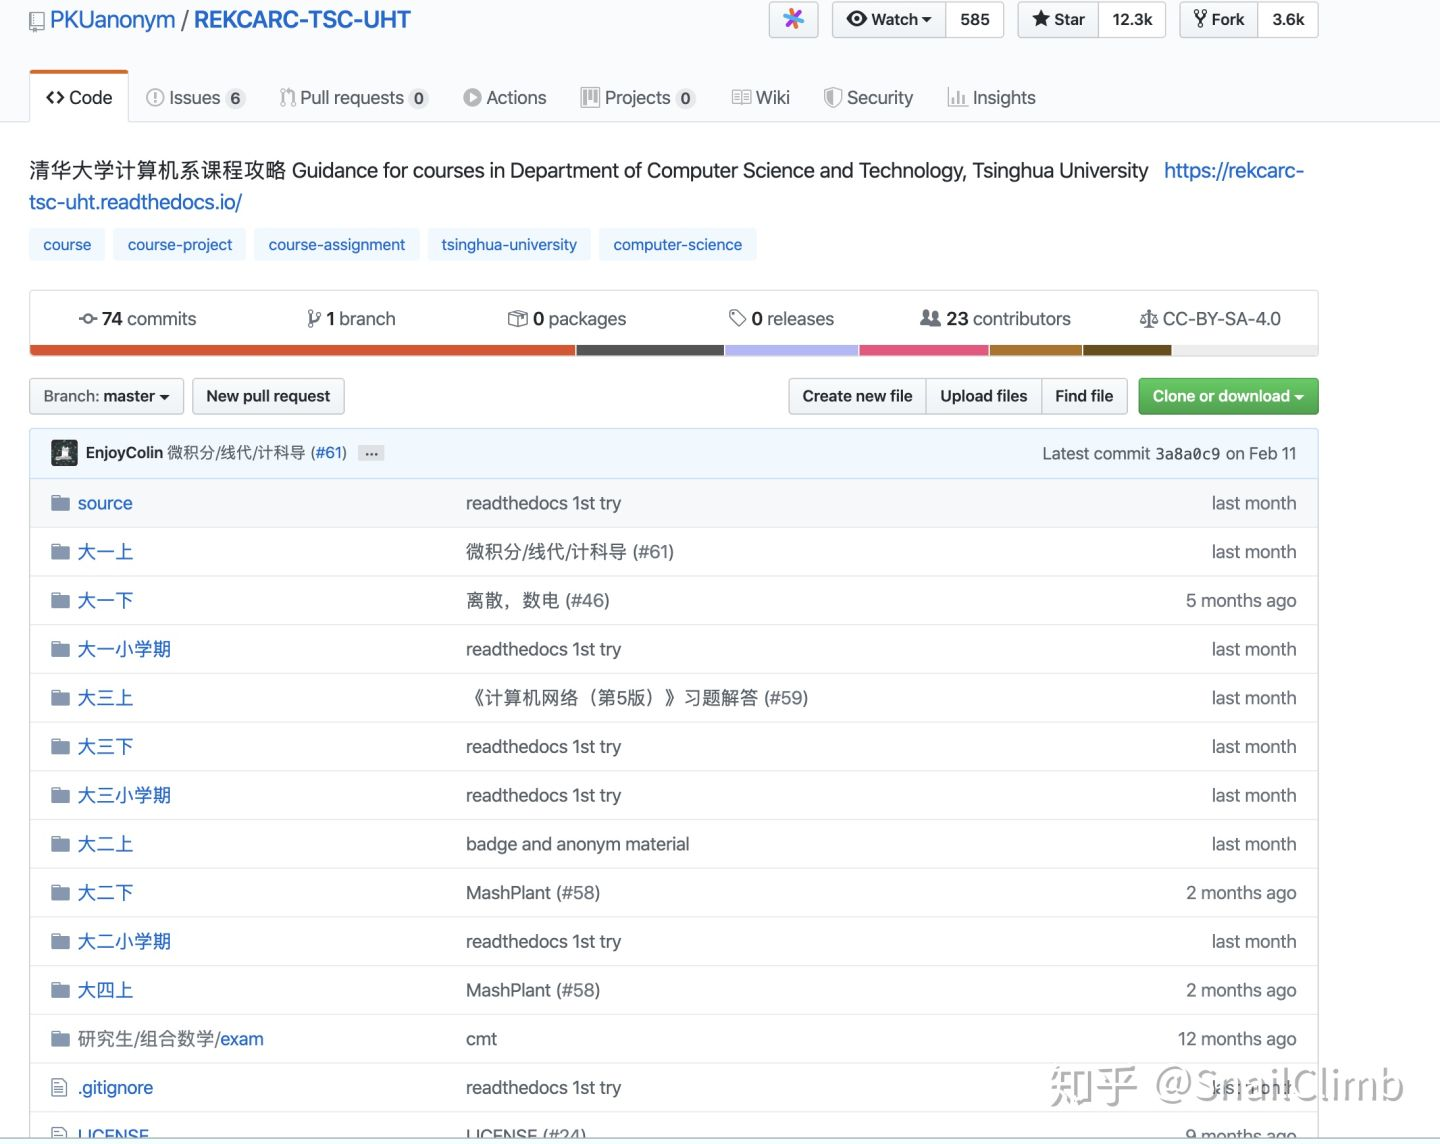 PKUanonym / REKCARC-TSC-UHT
Watch 585 Star 12.3k Fork 3.6k
Code Issues 6 Pull requests 0 Actions Projects 0 Wiki Security Insights
清华大学计算机系课程攻略 Guidance for courses in Department of Computer Science and Technology, Tsinghua University https://rekcarc-
tsc-uht.readthedocs.io/
course course-project course-assignment tsinghua-university computer-science
74 commits 1 branch 0 packages 0 releases 23 contributors CC-BY-SA-4.0
Branch: master New pull request Create new file Upload files Find file Clone or download
EnjoyColin 微积分/线代/计科导 (#61) ... Latest commit 3a8a0c9 on Feb 11
source readthedocs 1st try last month
大一上 微积分/线代/计科导 (#61) last month
大一下 离散，数电 (#46) 5 months ago
大一小学期 readthedocs 1st try last month
大三上 《计算机网络（第5版）》习题解答 (#59) last month
大三下 readthedocs 1st try last month
大三小学期 readthedocs 1st try last month
大二上 badge and anonym material last month
大二下 MashPlant (#58) 2 months ago
大二小学期 readthedocs 1st try last month
大四上 MashPlant (#58) 2 months ago
研究生/组合数学/exam cmt 12 months ago
.gitignore readthedocs 1st try last month
知乎 @SnailClimb
LICENSE LICENSE (#24) 9 months ago